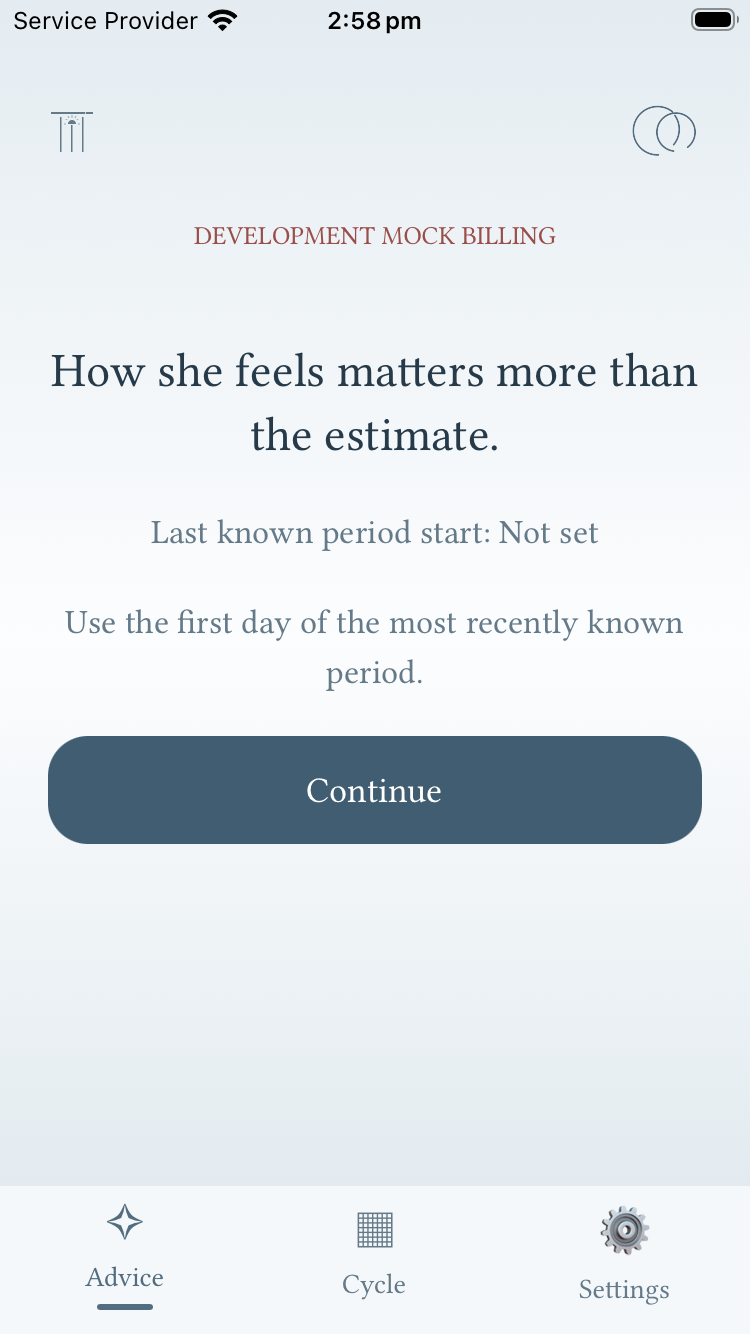 Service Provider 2:58 pm
DEVELOPMENT MOCK BILLING
How she feels matters more than
the estimate.
Last known period start: Not set
Use the first day of the most recently known
period.
Continue
Advice Cycle Settings